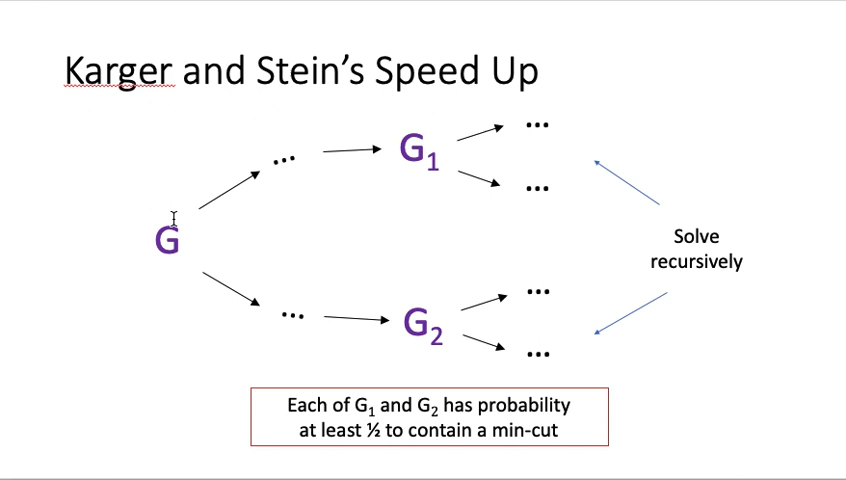 Karger and Stein's Speed Up
... G₁ ...
...
G
Solve
recursively
... G₂ ...
...
Each of G₁ and G₂ has probability
at least ½ to contain a min-cut